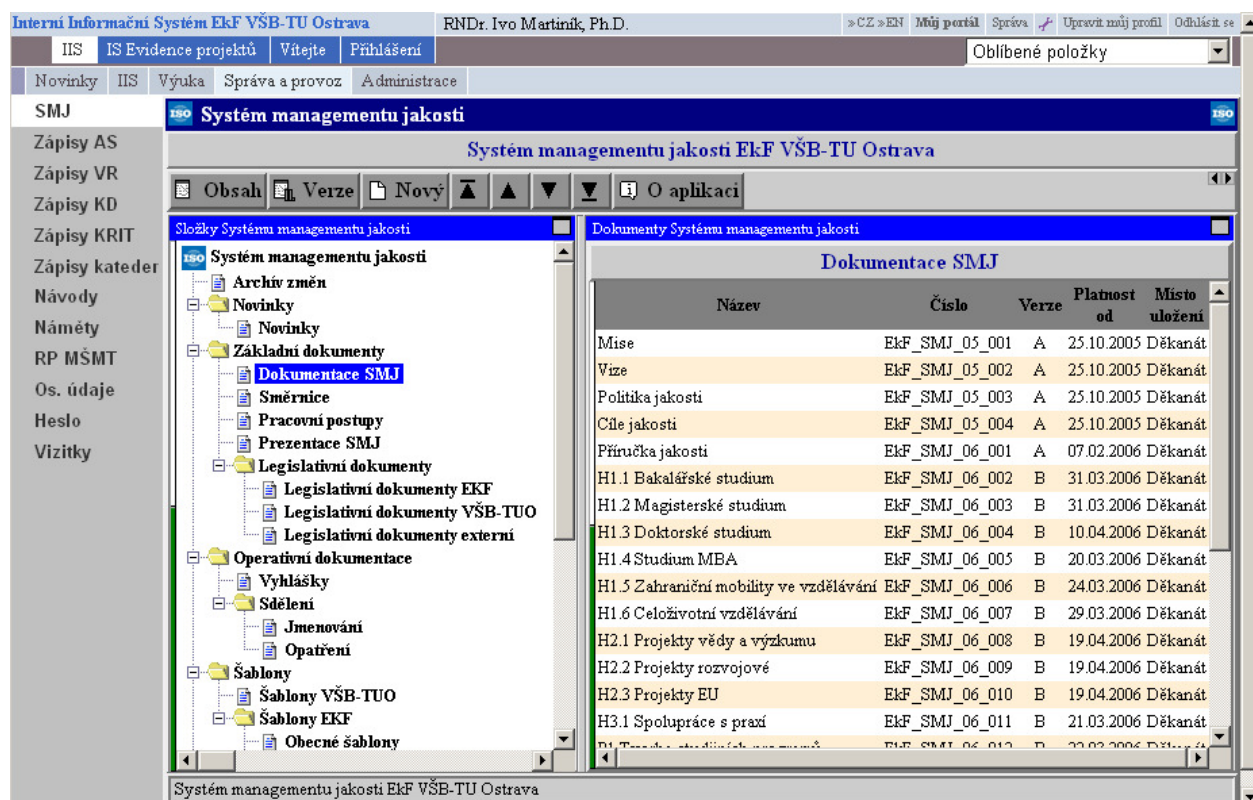 Interní Informační Systém EkF VŠB-TU Ostrava RNDr. Ivo Martiník, Ph.D. »CZ »EN Můj portál Správa Upravit můj profil Odhlásit se
IIS IS Evidence projektů Vítejte Přihlášení Oblíbené položky
Novinky IIS Výuka Správa a provoz Administrace
SMJ
Zápisy AS
Zápisy VR
Zápisy KD
Zápisy KRIT
Zápisy kateder
Návody
Náměty
RP MŠMT
Os. údaje
Heslo
Vizitky
ISO Systém managementu jakosti ISO
Systém managementu jakosti EkF VŠB-TU Ostrava
Obsah Verze Nový O aplikaci
Složky Systému managementu jakosti
ISO Systém managementu jakosti
Archív změn
Novinky
Novinky
Základní dokumenty
Dokumentace SMJ
Směrnice
Pracovní postupy
Prezentace SMJ
Legislativní dokumenty
Legislativní dokumenty EKF
Legislativní dokumenty VŠB-TUO
Legislativní dokumenty externí
Operativní dokumentace
Vyhlášky
Sdělení
Jmenování
Opatření
Šablony
Šablony VŠB-TUO
Šablony EKF
Obecné šablony
Dokumenty Systému managementu jakosti
Dokumentace SMJ
Název Číslo Verze Platnost od Místo uložení
Mise EkF_SMJ_05_001 A 25.10.2005 Děkanát
Vize EkF_SMJ_05_002 A 25.10.2005 Děkanát
Politika jakosti EkF_SMJ_05_003 A 25.10.2005 Děkanát
Cíle jakosti EkF_SMJ_05_004 A 25.10.2005 Děkanát
Příručka jakosti EkF_SMJ_06_001 A 07.02.2006 Děkanát
H1.1 Bakalářské studium EkF_SMJ_06_002 B 31.03.2006 Děkanát
H1.2 Magisterské studium EkF_SMJ_06_003 B 31.03.2006 Děkanát
H1.3 Doktorské studium EkF_SMJ_06_004 B 10.04.2006 Děkanát
H1.4 Studium MBA EkF_SMJ_06_005 B 20.03.2006 Děkanát
H1.5 Zahraniční mobility ve vzdělávání EkF_SMJ_06_006 B 24.03.2006 Děkanát
H1.6 Celoživotní vzdělávání EkF_SMJ_06_007 B 29.03.2006 Děkanát
H2.1 Projekty vědy a výzkumu EkF_SMJ_06_008 B 19.04.2006 Děkanát
H2.2 Projekty rozvojové EkF_SMJ_06_009 B 19.04.2006 Děkanát
H2.3 Projekty EU EkF_SMJ_06_010 B 19.04.2006 Děkanát
H3.1 Spolupráce s praxí EkF_SMJ_06_011 B 21.03.2006 Děkanát
Systém managementu jakosti EkF VŠB-TU Ostrava